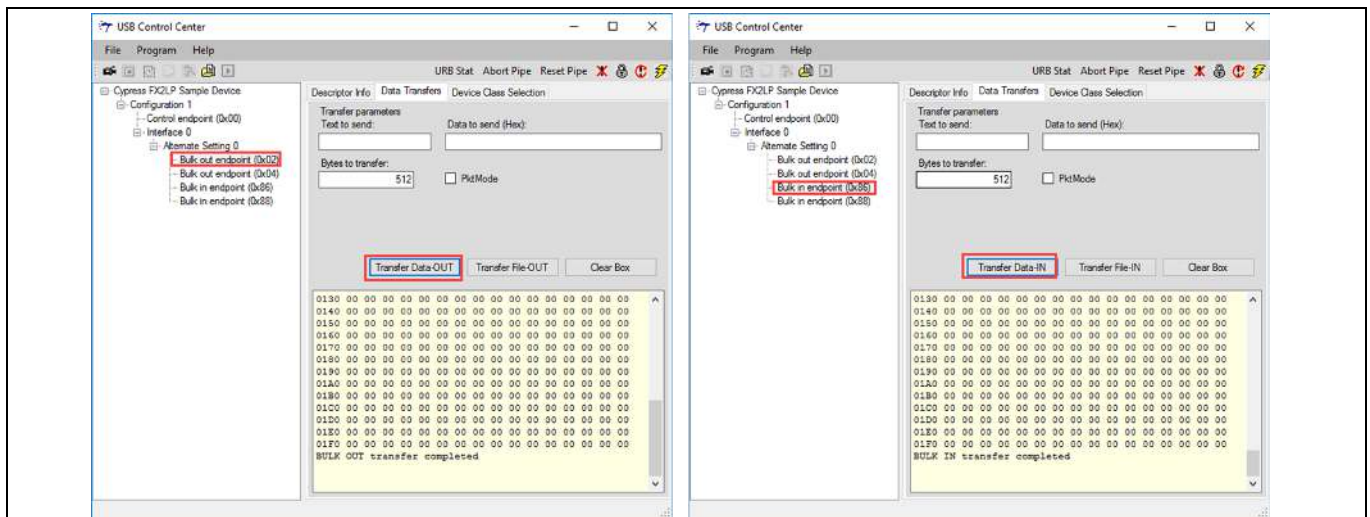 USB Control Center
File Program Help
URB Stat Abort Pipe Reset Pipe
Cypress FX2LP Sample Device
Configuration 1
Control endpoint (0x00)
Interface 0
Alternate Setting 0
Bulk out endpoint (0x02)
Bulk out endpoint (0x04)
Bulk in endpoint (0x86)
Bulk in endpoint (0x88)
Descriptor Info Data Transfers Device Class Selection
Transfer parameters
Text to send: Data to send (Hex):
Bytes to transfer:
512 PktMode
Transfer Data-OUT Transfer File-OUT Clear Box
0130 00 00 00 00 00 00 00 00 00 00 00 00 00 00 00 00
0140 00 00 00 00 00 00 00 00 00 00 00 00 00 00 00 00
0150 00 00 00 00 00 00 00 00 00 00 00 00 00 00 00 00
0160 00 00 00 00 00 00 00 00 00 00 00 00 00 00 00 00
0170 00 00 00 00 00 00 00 00 00 00 00 00 00 00 00 00
0180 00 00 00 00 00 00 00 00 00 00 00 00 00 00 00 00
0190 00 00 00 00 00 00 00 00 00 00 00 00 00 00 00 00
01A0 00 00 00 00 00 00 00 00 00 00 00 00 00 00 00 00
01B0 00 00 00 00 00 00 00 00 00 00 00 00 00 00 00 00
01C0 00 00 00 00 00 00 00 00 00 00 00 00 00 00 00 00
01D0 00 00 00 00 00 00 00 00 00 00 00 00 00 00 00 00
01E0 00 00 00 00 00 00 00 00 00 00 00 00 00 00 00 00
01F0 00 00 00 00 00 00 00 00 00 00 00 00 00 00 00 00
BULK OUT transfer completed
USB Control Center
File Program Help
URB Stat Abort Pipe Reset Pipe
Cypress FX2LP Sample Device
Configuration 1
Control endpoint (0x00)
Interface 0
Alternate Setting 0
Bulk out endpoint (0x02)
Bulk out endpoint (0x04)
Bulk in endpoint (0x86)
Bulk in endpoint (0x88)
Descriptor Info Data Transfers Device Class Selection
Transfer parameters
Text to send: Data to send (Hex):
Bytes to transfer:
512 PktMode
Transfer Data-IN Transfer File-IN Clear Box
0130 00 00 00 00 00 00 00 00 00 00 00 00 00 00 00 00
0140 00 00 00 00 00 00 00 00 00 00 00 00 00 00 00 00
0150 00 00 00 00 00 00 00 00 00 00 00 00 00 00 00 00
0160 00 00 00 00 00 00 00 00 00 00 00 00 00 00 00 00
0170 00 00 00 00 00 00 00 00 00 00 00 00 00 00 00 00
0180 00 00 00 00 00 00 00 00 00 00 00 00 00 00 00 00
0190 00 00 00 00 00 00 00 00 00 00 00 00 00 00 00 00
01A0 00 00 00 00 00 00 00 00 00 00 00 00 00 00 00 00
01B0 00 00 00 00 00 00 00 00 00 00 00 00 00 00 00 00
01C0 00 00 00 00 00 00 00 00 00 00 00 00 00 00 00 00
01D0 00 00 00 00 00 00 00 00 00 00 00 00 00 00 00 00
01E0 00 00 00 00 00 00 00 00 00 00 00 00 00 00 00 00
01F0 00 00 00 00 00 00 00 00 00 00 00 00 00 00 00 00
BULK IN transfer completed